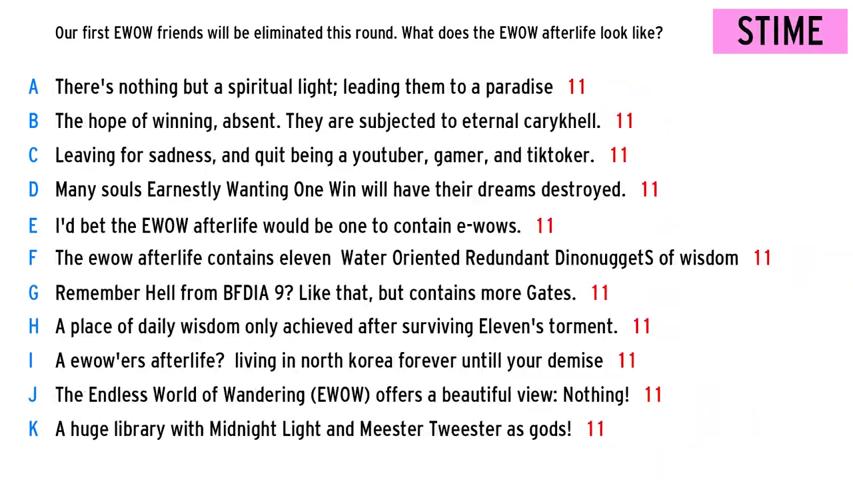 Our first EWOW friends will be eliminated this round. What does the EWOW afterlife look like?
STIME
A There's nothing but a spiritual light; leading them to a paradise 11
B The hope of winning, absent. They are subjected to eternal carykhell. 11
C Leaving for sadness, and quit being a youtuber, gamer, and tiktoker. 11
D Many souls Earnestly Wanting One Win will have their dreams destroyed. 11
E I'd bet the EWOW afterlife would be one to contain e-wows. 11
F The ewow afterlife contains eleven  Water Oriented Redundant DinonuggetS of wisdom 11
G Remember Hell from BFDIA 9? Like that, but contains more Gates. 11
H A place of daily wisdom only achieved after surviving Eleven's torment. 11
I A ewow'ers afterlife?  living in north korea forever untill your demise 11
J The Endless World of Wandering (EWOW) offers a beautiful view: Nothing! 11
K A huge library with Midnight Light and Meester Tweester as gods! 11